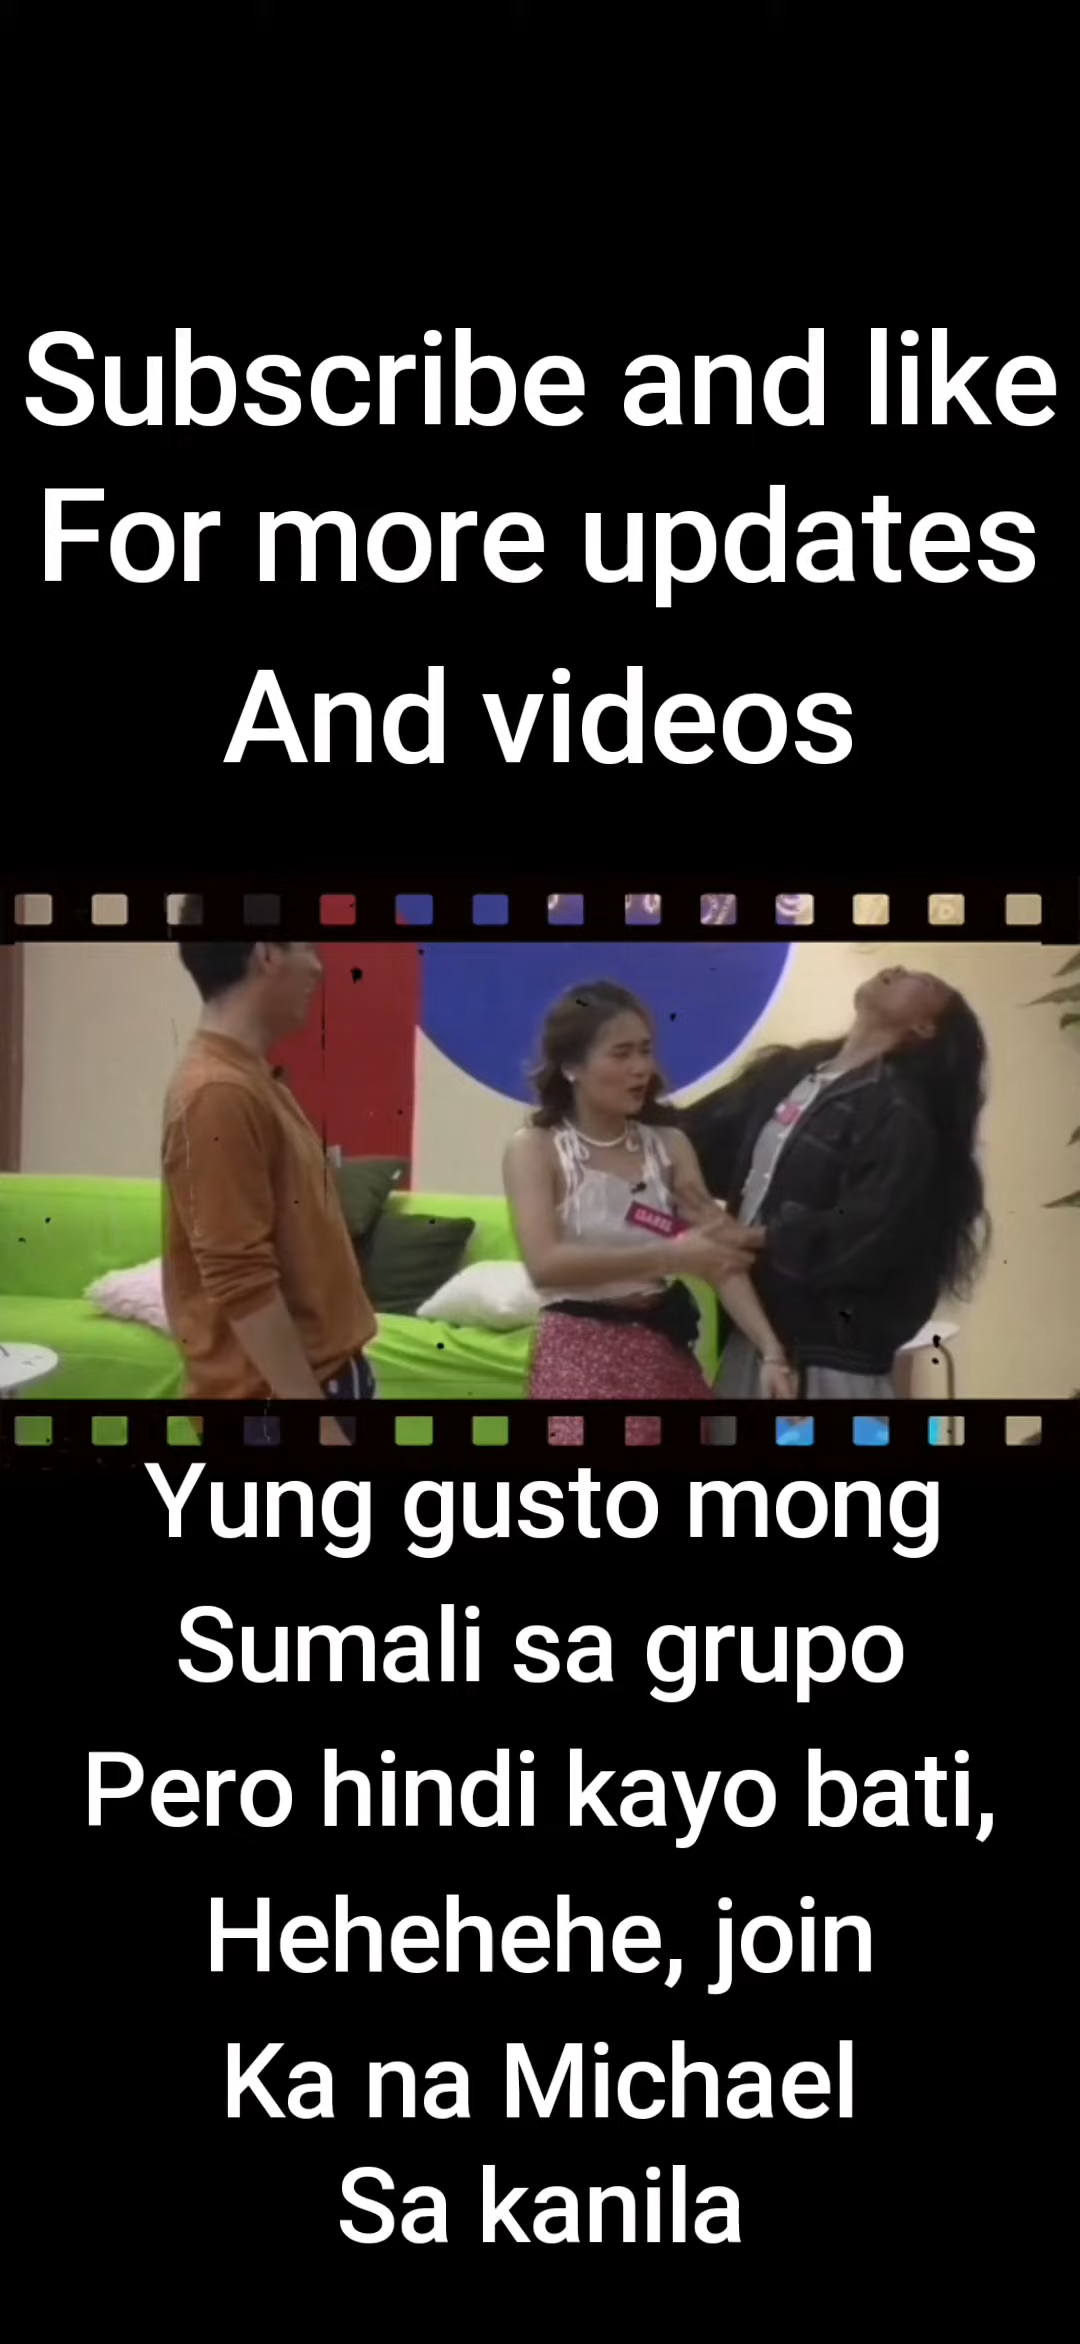 Subscribe and like
For more updates
And videos
ISABEL
Yung gusto mong
Sumali sa grupo
Pero hindi kayo bati,
Hehehehe, join
Ka na Michael
Sa kanila